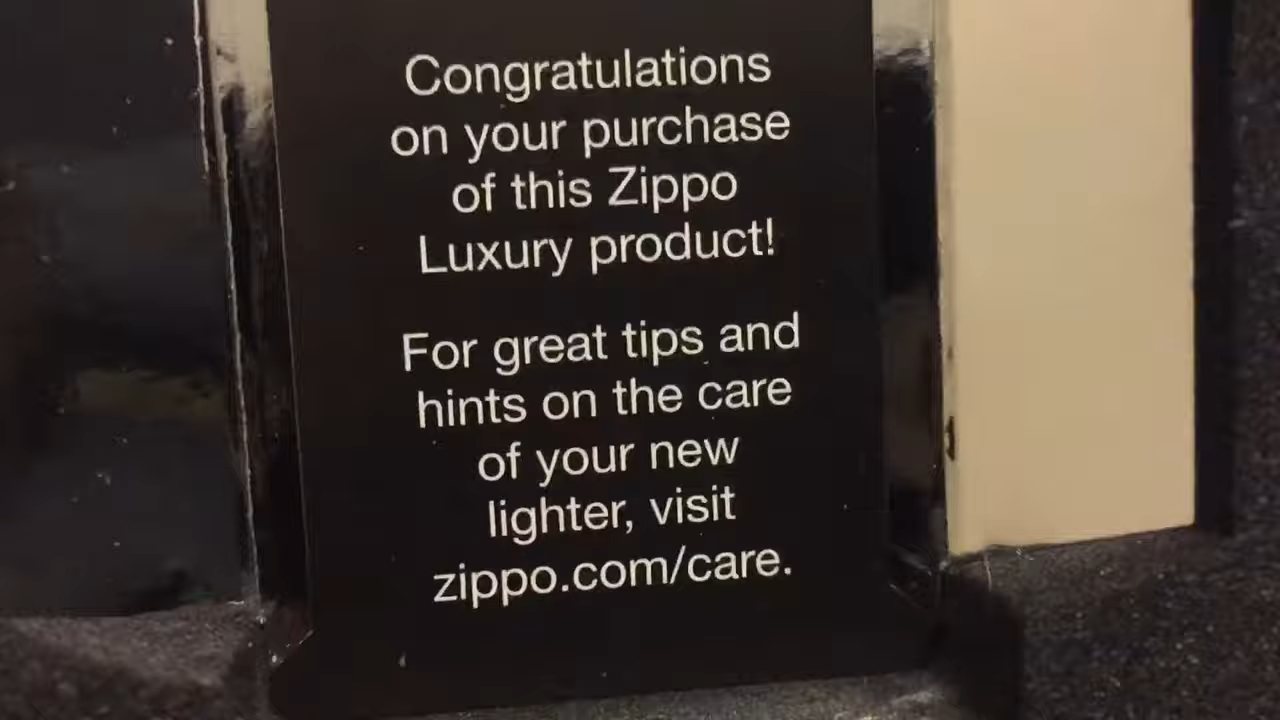 Congratulations
on your purchase
of this Zippo
Luxury product!
For great tips and
hints on the care
of your new
lighter, visit
zippo.com/care.